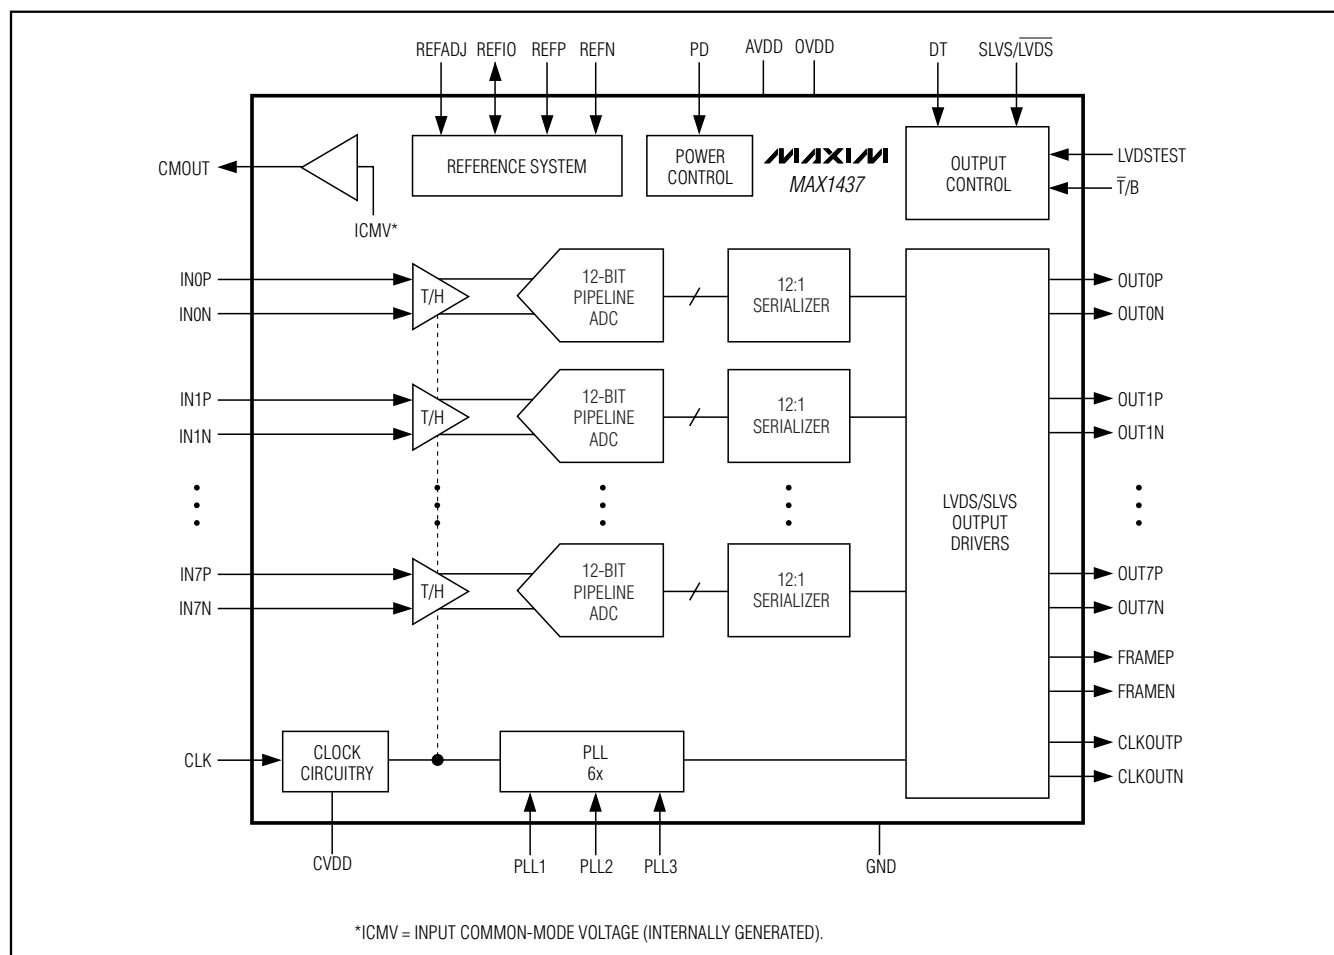 REFADJ REFIO REFP REFN PD AVDD OVDD DT SLVS/L̅V̅D̅S̅
CMOUT
ICMV*
REFERENCE SYSTEM
POWER
CONTROL
MAXIM
MAX1437
OUTPUT
CONTROL
LVDSTEST
T̅/B
IN0P
IN0N
T/H
12-BIT
PIPELINE
ADC
12:1
SERIALIZER
OUT0P
OUT0N
IN1P
IN1N
T/H
12-BIT
PIPELINE
ADC
12:1
SERIALIZER
OUT1P
OUT1N
LVDS/SLVS
OUTPUT
DRIVERS
IN7P
IN7N
T/H
12-BIT
PIPELINE
ADC
12:1
SERIALIZER
OUT7P
OUT7N
FRAMEP
FRAMEN
CLK
CLOCK
CIRCUITRY
PLL
6x
CLKOUTP
CLKOUTN
CVDD PLL1 PLL2 PLL3 GND
*ICMV = INPUT COMMON-MODE VOLTAGE (INTERNALLY GENERATED).